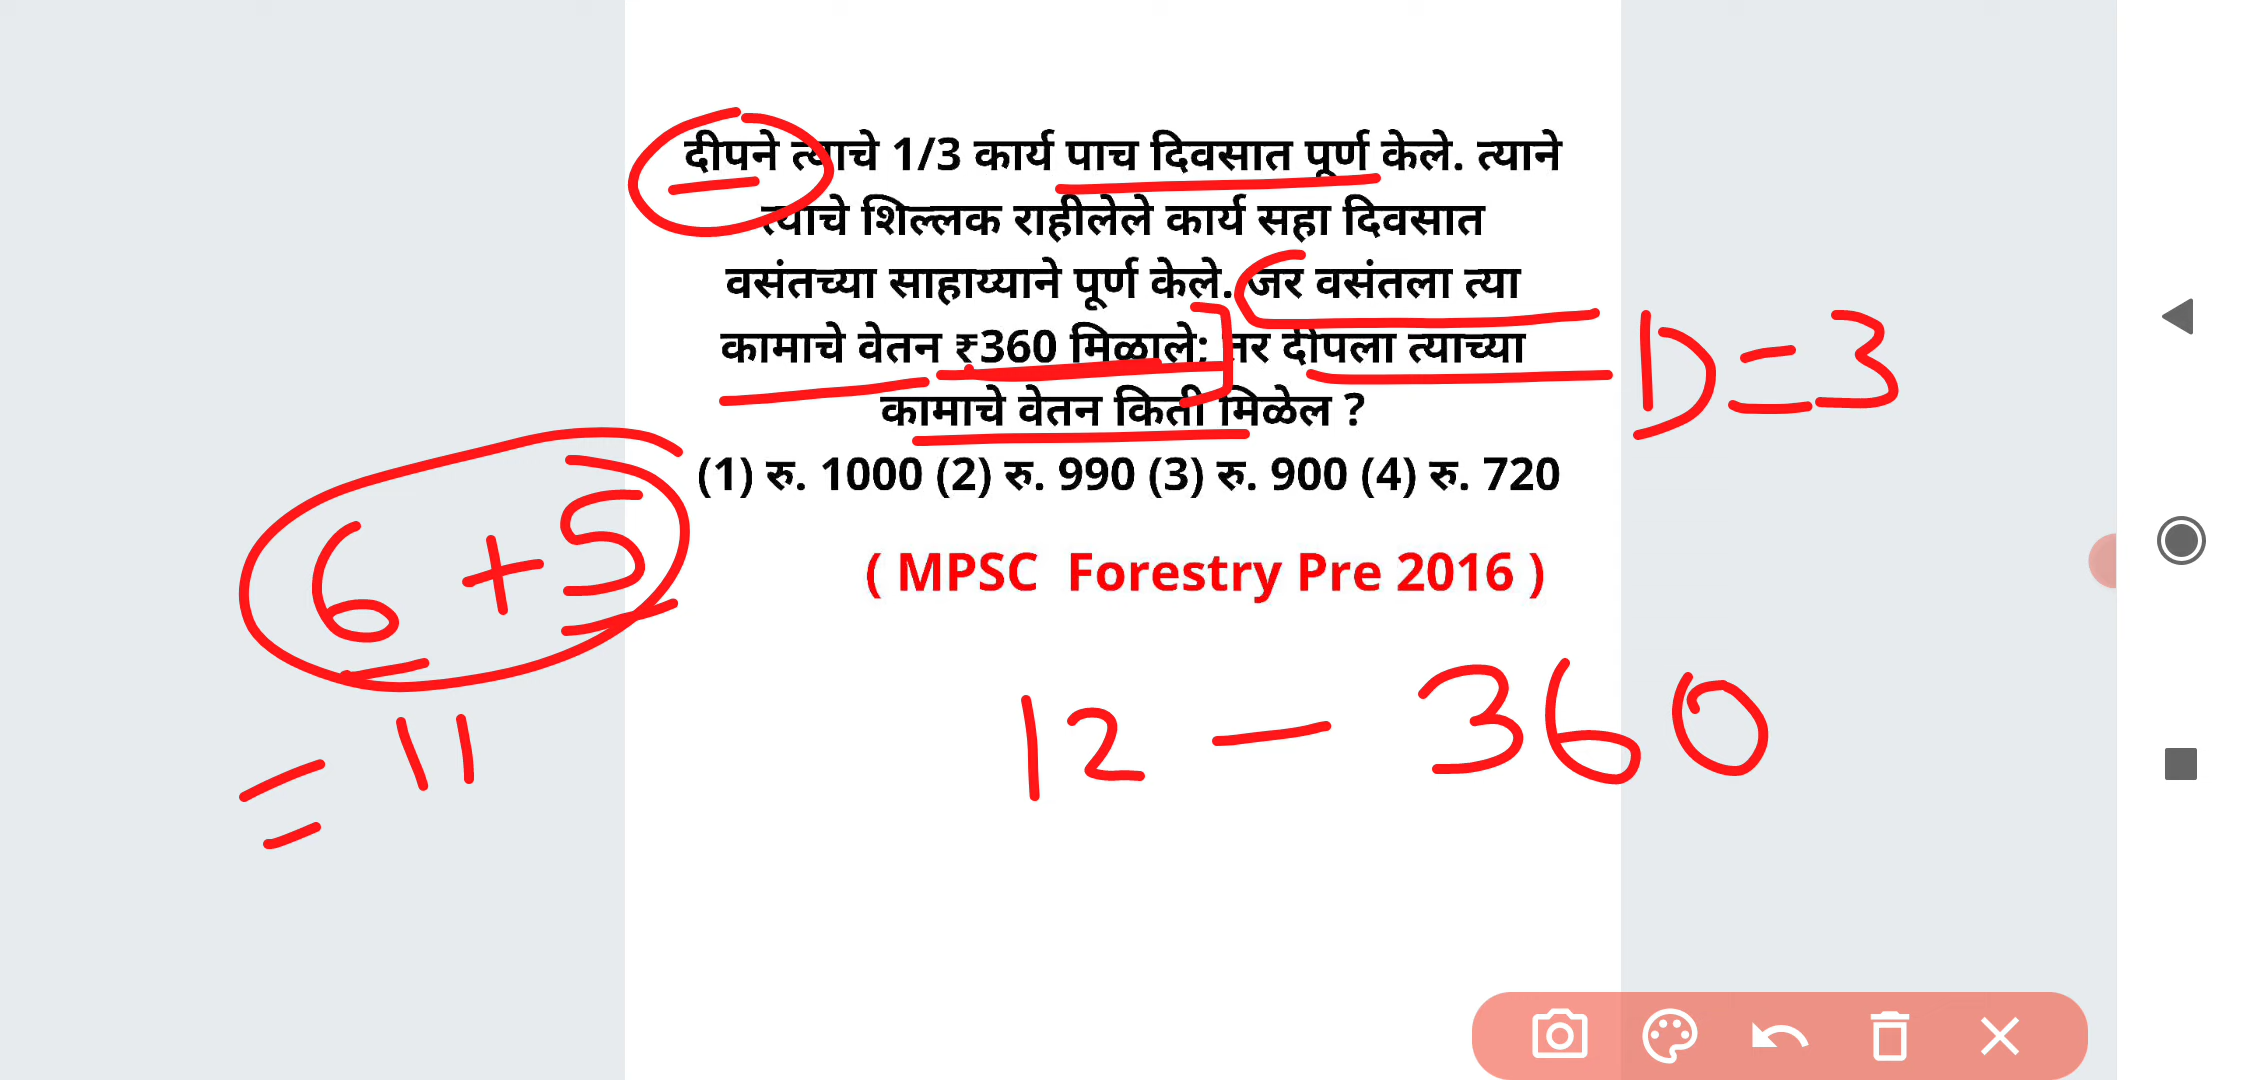 दीपने त्याचे 1/3 कार्य पाच दिवसात पूर्ण केले. त्याने
त्याचे शिल्लक राहीलेले कार्य सहा दिवसात
वसंतच्या साहाय्याने पूर्ण केले. जर वसंतला त्या
कामाचे वेतन ₹360 मिळाले; तर दीपला त्याच्या
D=3
कामाचे वेतन किती मिळेल ?
(1) रु. 1000 (2) रु. 990 (3) रु. 900 (4) रु. 720
6 + 5
( MPSC Forestry Pre 2016 )
= 11
12 – 360